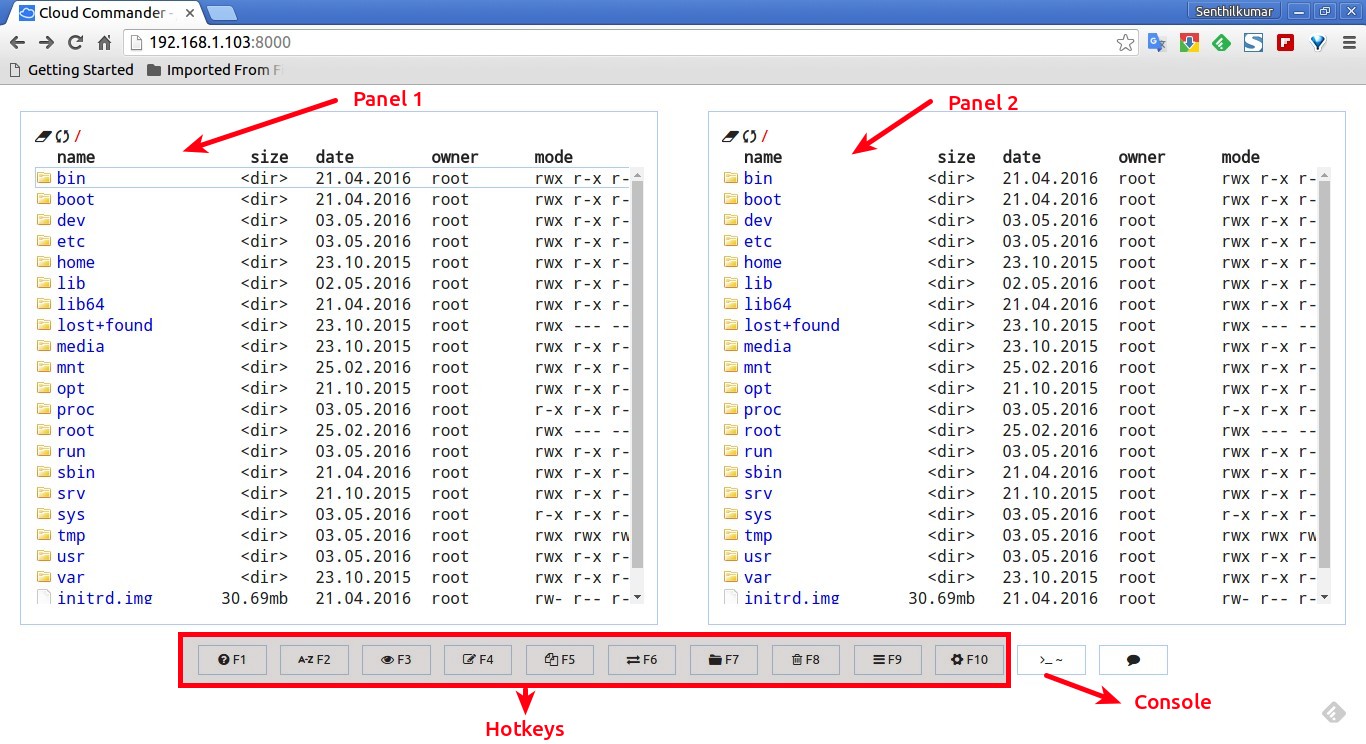 Cloud Commander -
Senthilkumar
192.168.1.103:8000
Getting Started Imported From F
Panel 1
Panel 2
/
name size date owner mode
bin <dir> 21.04.2016 root rwx r-x r-
boot <dir> 21.04.2016 root rwx r-x r-
dev <dir> 03.05.2016 root rwx r-x r-
etc <dir> 03.05.2016 root rwx r-x r-
home <dir> 23.10.2015 root rwx r-x r-
lib <dir> 02.05.2016 root rwx r-x r-
lib64 <dir> 21.04.2016 root rwx r-x r-
lost+found <dir> 23.10.2015 root rwx --- --
media <dir> 23.10.2015 root rwx r-x r-
mnt <dir> 25.02.2016 root rwx r-x r-
opt <dir> 21.10.2015 root rwx r-x r-
proc <dir> 03.05.2016 root r-x r-x r-
root <dir> 25.02.2016 root rwx --- --
run <dir> 03.05.2016 root rwx r-x r-
sbin <dir> 21.04.2016 root rwx r-x r-
srv <dir> 21.10.2015 root rwx r-x r-
sys <dir> 03.05.2016 root r-x r-x r-
tmp <dir> 03.05.2016 root rwx rwx rw
usr <dir> 03.05.2016 root rwx r-x r-
var <dir> 23.10.2015 root rwx r-x r-
initrd.img 30.69mb 21.04.2016 root rw- r-- r-
/
name size date owner mode
bin <dir> 21.04.2016 root rwx r-x r-
boot <dir> 21.04.2016 root rwx r-x r-
dev <dir> 03.05.2016 root rwx r-x r-
etc <dir> 03.05.2016 root rwx r-x r-
home <dir> 23.10.2015 root rwx r-x r-
lib <dir> 02.05.2016 root rwx r-x r-
lib64 <dir> 21.04.2016 root rwx r-x r-
lost+found <dir> 23.10.2015 root rwx --- --
media <dir> 23.10.2015 root rwx r-x r-
mnt <dir> 25.02.2016 root rwx r-x r-
opt <dir> 21.10.2015 root rwx r-x r-
proc <dir> 03.05.2016 root r-x r-x r-
root <dir> 25.02.2016 root rwx --- --
run <dir> 03.05.2016 root rwx r-x r-
sbin <dir> 21.04.2016 root rwx r-x r-
srv <dir> 21.10.2015 root rwx r-x r-
sys <dir> 03.05.2016 root r-x r-x r-
tmp <dir> 03.05.2016 root rwx rwx rw
usr <dir> 03.05.2016 root rwx r-x r-
var <dir> 23.10.2015 root rwx r-x r-
initrd.img 30.69mb 21.04.2016 root rw- r-- r-
F1 A-Z F2 F3 F4 F5 F6 F7 F8 F9 F10 >_ ~
Console
Hotkeys